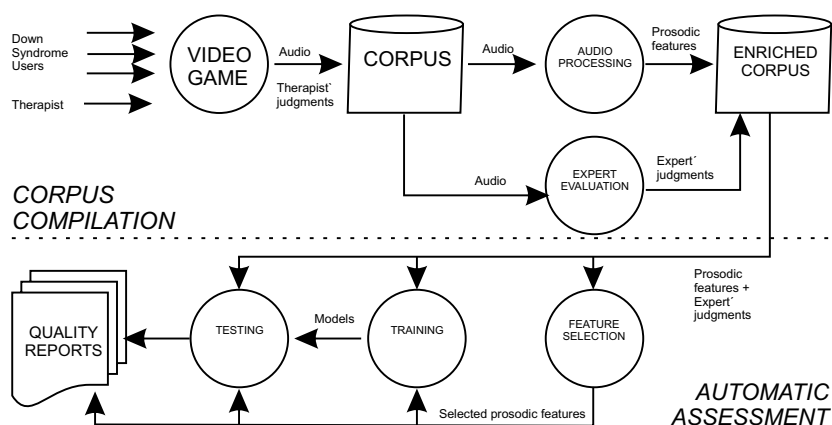 Down
Syndrome
Users
Therapist
VIDEO
GAME
Audio
Therapist`
judgments
CORPUS
Audio
AUDIO
PROCESSING
Prosodic
features
ENRICHED
CORPUS
Audio
EXPERT
EVALUATION
Expert´
judgments
CORPUS
COMPILATION
Prosodic
features +
Expert´
judgments
QUALITY
REPORTS
TESTING
Models
TRAINING
FEATURE
SELECTION
Selected prosodic features
AUTOMATIC
ASSESSMENT